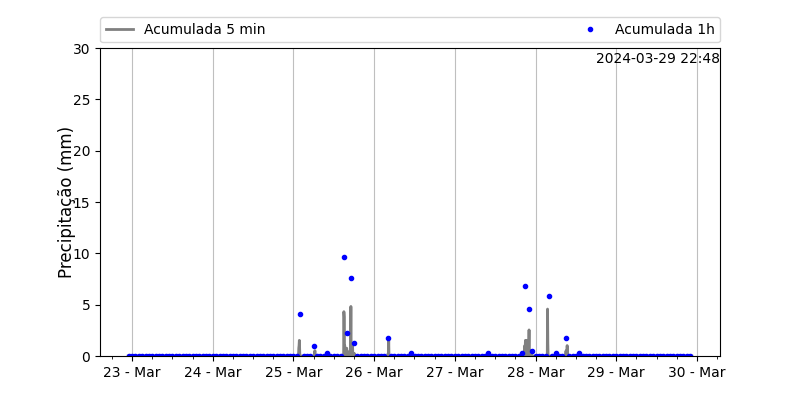 Acumulada 5 min
Acumulada 1h
2024-03-29 22:48
Precipitação (mm)
30
25
20
15
10
5
0
23 - Mar
24 - Mar
25 - Mar
26 - Mar
27 - Mar
28 - Mar
29 - Mar
30 - Mar